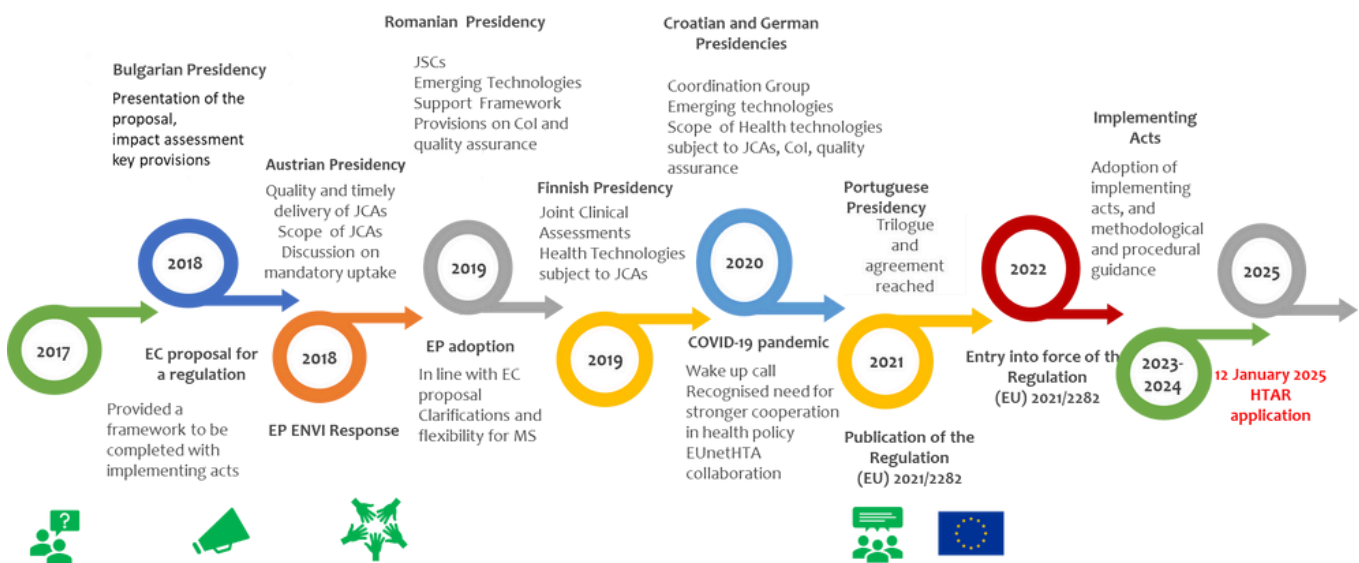 2017
EC proposal for
a regulation
Provided a
framework to be
completed with
implementing acts
Bulgarian Presidency
Presentation of the
proposal,
impact assessment
key provisions
2018
Austrian Presidency
Quality and timely
delivery of JCAs
Scope of JCAs
Discussion on
mandatory uptake
2018
EP ENVI Response
Romanian Presidency
JSCs
Emerging Technologies
Support Framework
Provisions on CoI and
quality assurance
2019
EP adoption
In line with EC
proposal
Clarifications and
flexibility for MS
Finnish Presidency
Joint Clinical
Assessments
Health Technologies
subject to JCAs
2019
Croatian and German
Presidencies
Coordination Group
Emerging technologies
Scope of Health technologies
subject to JCAs, CoI, quality
assurance
2020
COVID-19 pandemic
Wake up call
Recognised need for
stronger cooperation
in health policy
EUnetHTA
collaboration
Portuguese
Presidency
Trilogue
and
agreement
reached
2021
Publication of the
Regulation
(EU) 2021/2282
2022
Entry into force of the
Regulation
(EU) 2021/2282
Implementing
Acts
Adoption of
implementing
acts, and
methodological
and procedural
guidance
2023-
2024
2025
12 January 2025
HTAR
application
?